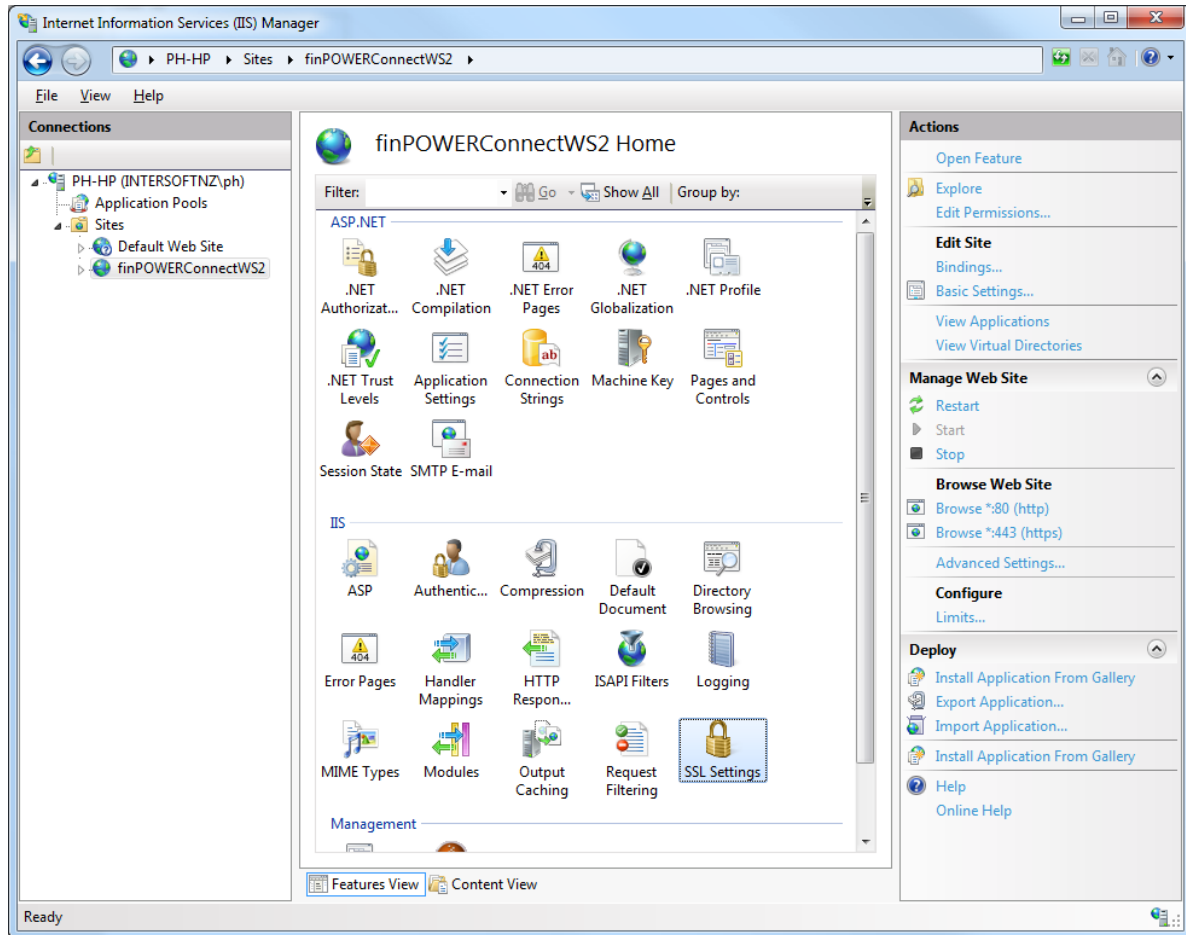 Internet Information Services (IIS) Manager
PH-HP Sites finPOWERConnectWS2
File View Help
Connections
PH-HP (INTERSOFTNZ\ph)
Application Pools
Sites
Default Web Site
finPOWERConnectWS2
finPOWERConnectWS2 Home
Filter: Go Show All Group by:
ASP.NET
.NET Authorizat...
.NET Compilation
.NET Error Pages
.NET Globalization
.NET Profile
.NET Trust Levels
Application Settings
Connection Strings
Machine Key
Pages and Controls
Session State
SMTP E-mail
IIS
ASP
Authentic...
Compression
Default Document
Directory Browsing
Error Pages
Handler Mappings
HTTP Respon...
ISAPI Filters
Logging
MIME Types
Modules
Output Caching
Request Filtering
SSL Settings
Management
Features View Content View
Actions
Open Feature
Explore
Edit Permissions...
Edit Site
Bindings...
Basic Settings...
View Applications
View Virtual Directories
Manage Web Site
Restart
Start
Stop
Browse Web Site
Browse *:80 (http)
Browse *:443 (https)
Advanced Settings...
Configure
Limits...
Deploy
Install Application From Gallery
Export Application...
Import Application...
Install Application From Gallery
Help
Online Help
Ready